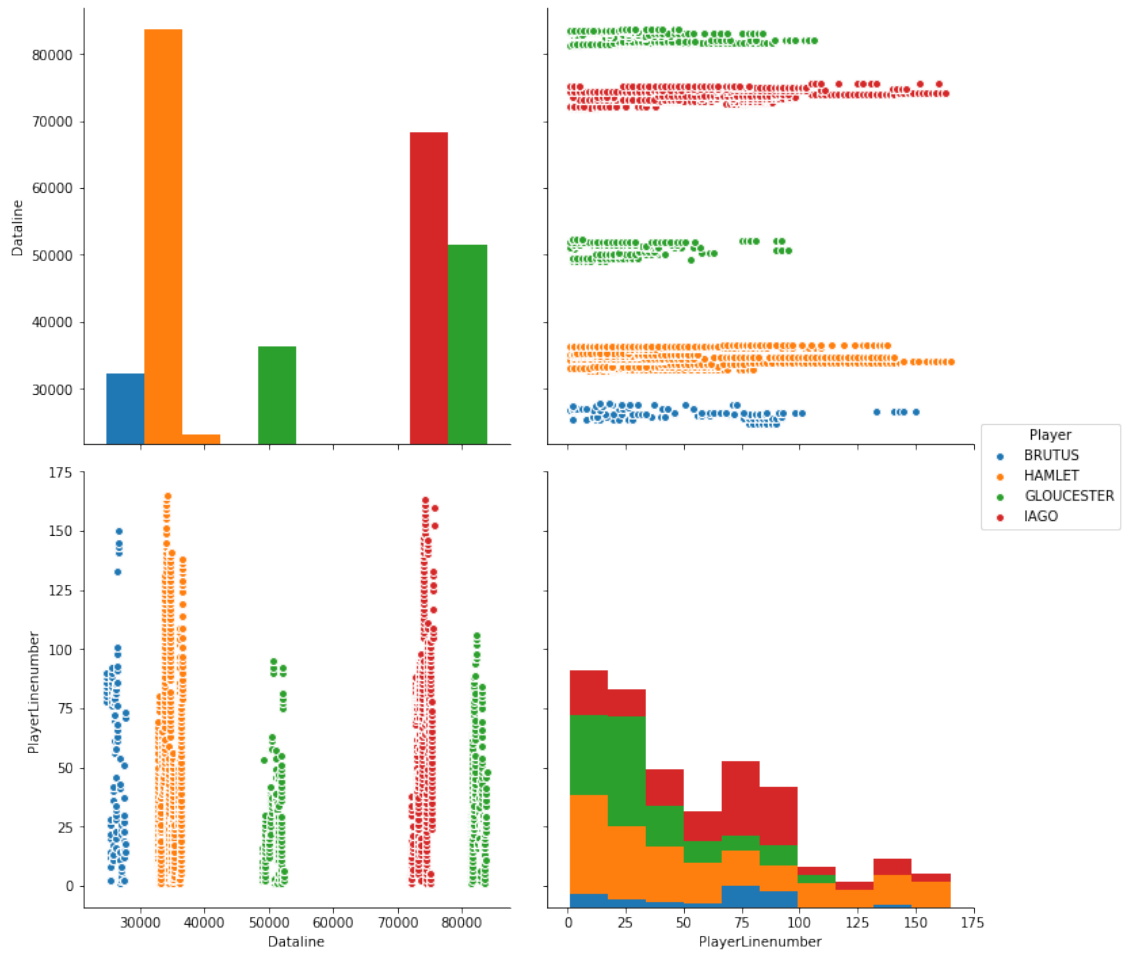 Dataline
80000
70000
60000
50000
40000
30000
Player
BRUTUS
HAMLET
GLOUCESTER
IAGO
PlayerLinenumber
175
150
125
100
75
50
25
0
30000 40000 50000 60000 70000 80000
Dataline
0 25 50 75 100 125 150 175
PlayerLinenumber